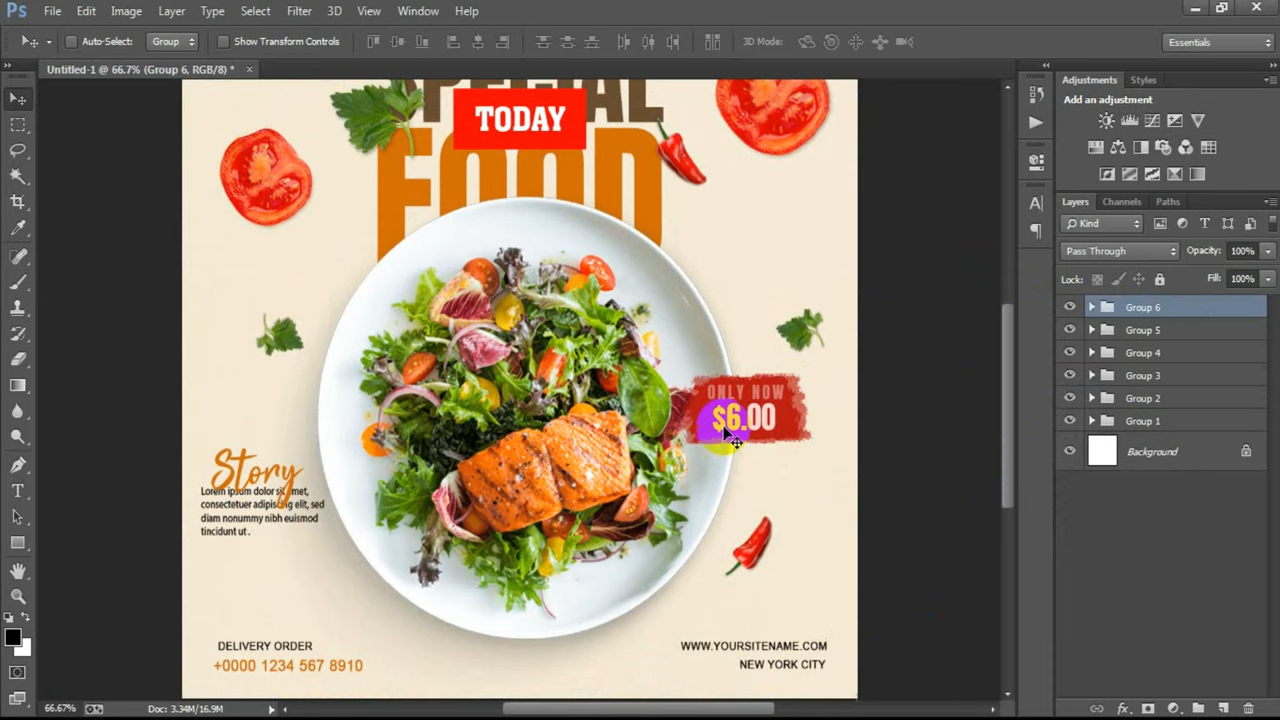 Ps File Edit Image Layer Type Select Filter 3D View Window Help
Auto-Select: Group Show Transform Controls 3D Mode: Essentials
Untitled-1 @ 66.7% (Group 6, RGB/8) * ×
SPECIAL
TODAY
FOOD
ONLY NOW
$6.00
Story
Lorem ipsum dolor sit amet,
consectetuer adipiscing elit, sed
diam nonummy nibh euismod
tincidunt ut .
DELIVERY ORDER
+0000 1234 567 8910
WWW.YOURSITENAME.COM
NEW YORK CITY
Adjustments Styles
Add an adjustment
Layers Channels Paths
Kind
Pass Through Opacity: 100%
Lock: Fill: 100%
Group 6
Group 5
Group 4
Group 3
Group 2
Group 1
Background
66.67% Doc: 3.34M/16.9M